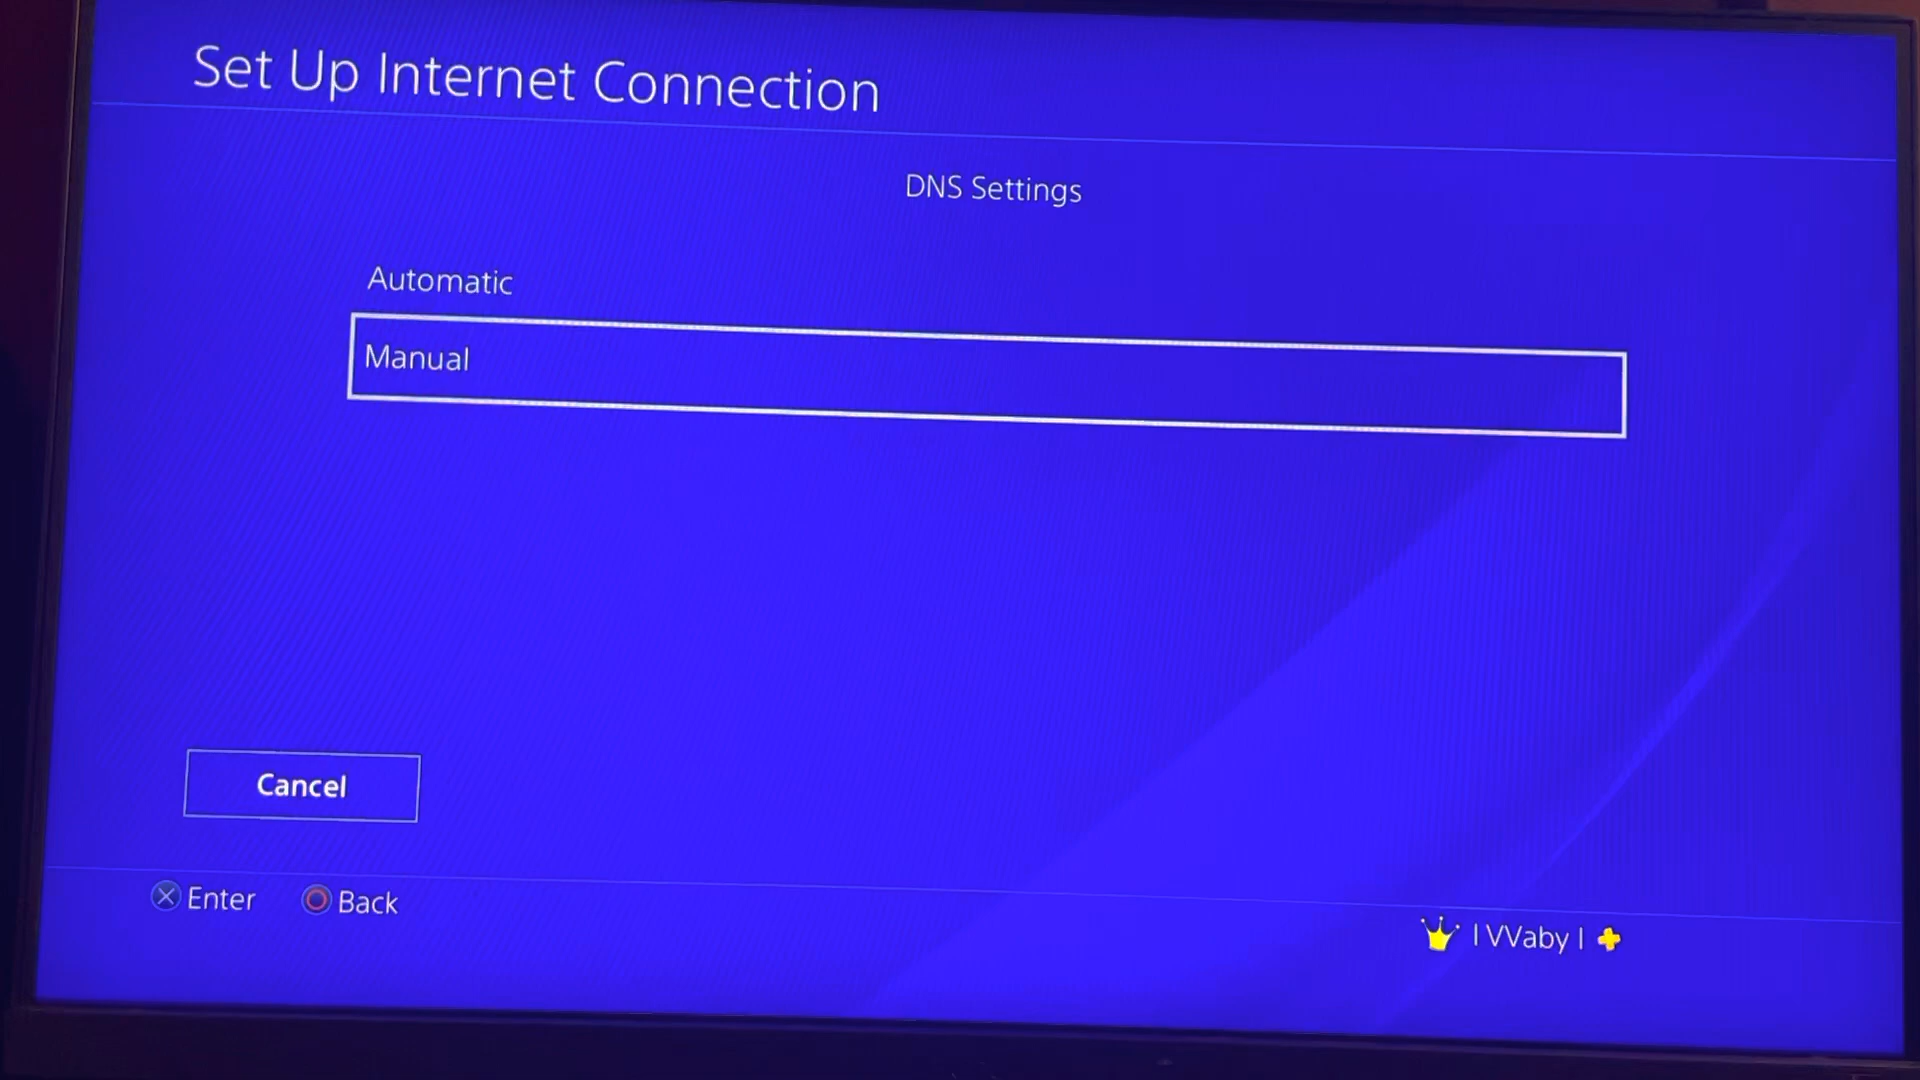 Set Up Internet Connection
DNS Settings
Automatic
Manual
Cancel
Enter
Back
I VVaby I